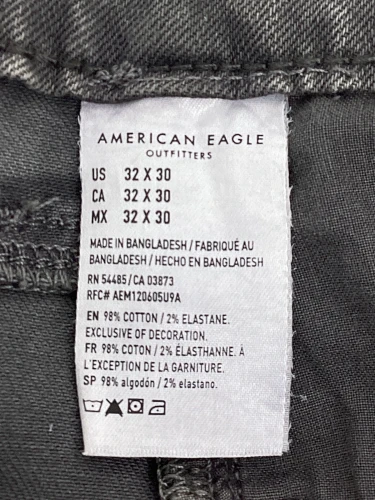 AMERICAN EAGLE
OUTFITTERS
US 32 X 30
CA 32 X 30
MX 32 X 30
MADE IN BANGLADESH / FABRIQUÉ AU
BANGLADESH / HECHO EN BANGLADESH
RN 54485/CA 03873
RFC# AEM120605U9A
EN 98% COTTON / 2% ELASTANE.
EXCLUSIVE OF DECORATION.
FR 98% COTON / 2% ÉLASTHANNE. À
L'EXCEPTION DE LA GARNITURE.
SP 98% algodón / 2% elastano.